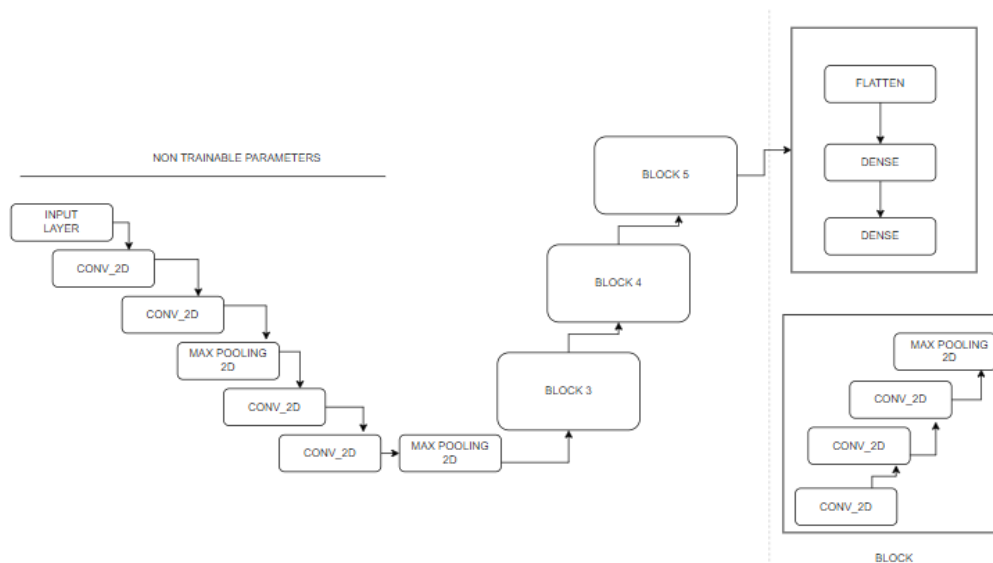 NON TRAINABLE PARAMETERS
INPUT
LAYER
CONV_2D
CONV_2D
MAX POOLING
2D
CONV_2D
CONV_2D
MAX POOLING
2D
BLOCK 3
BLOCK 4
BLOCK 5
FLATTEN
DENSE
DENSE
MAX POOLING
2D
CONV_2D
CONV_2D
CONV_2D
BLOCK